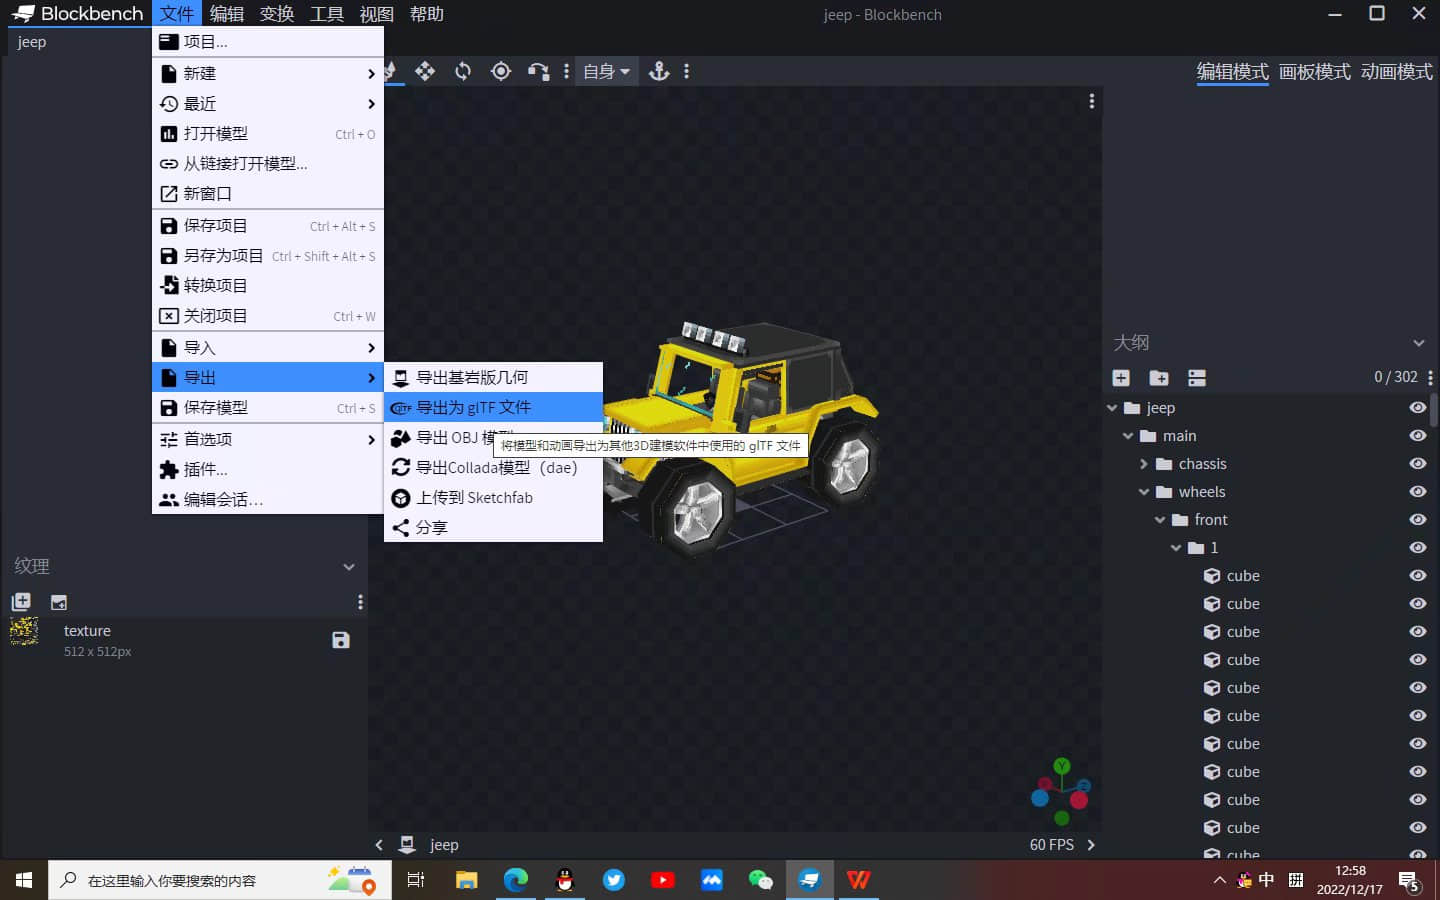 Blockbench 文件 编辑 变换 工具 视图 帮助
jeep - Blockbench
jeep
自身
编辑模式 画板模式 动画模式
项目...
新建
最近
打开模型 Ctrl + O
从链接打开模型...
新窗口
保存项目 Ctrl + Alt + S
另存为项目 Ctrl + Shift + Alt + S
转换项目
关闭项目 Ctrl + W
导入
导出
保存模型 Ctrl + S
首选项
插件...
编辑会话...
导出基岩版几何
导出为 glTF 文件
导出 OBJ 模型
将模型和动画导出为其他3D建模软件中使用的 glTF 文件
导出Collada模型（dae）
上传到 Sketchfab
分享
纹理
texture
512 x 512px
大纲
0 / 302
jeep
main
chassis
wheels
front
1
cube
cube
cube
cube
cube
cube
cube
cube
cube
cube
cube
Y
Z
jeep
60 FPS
在这里输入你要搜索的内容
中
拼
12:58
2022/12/17
5